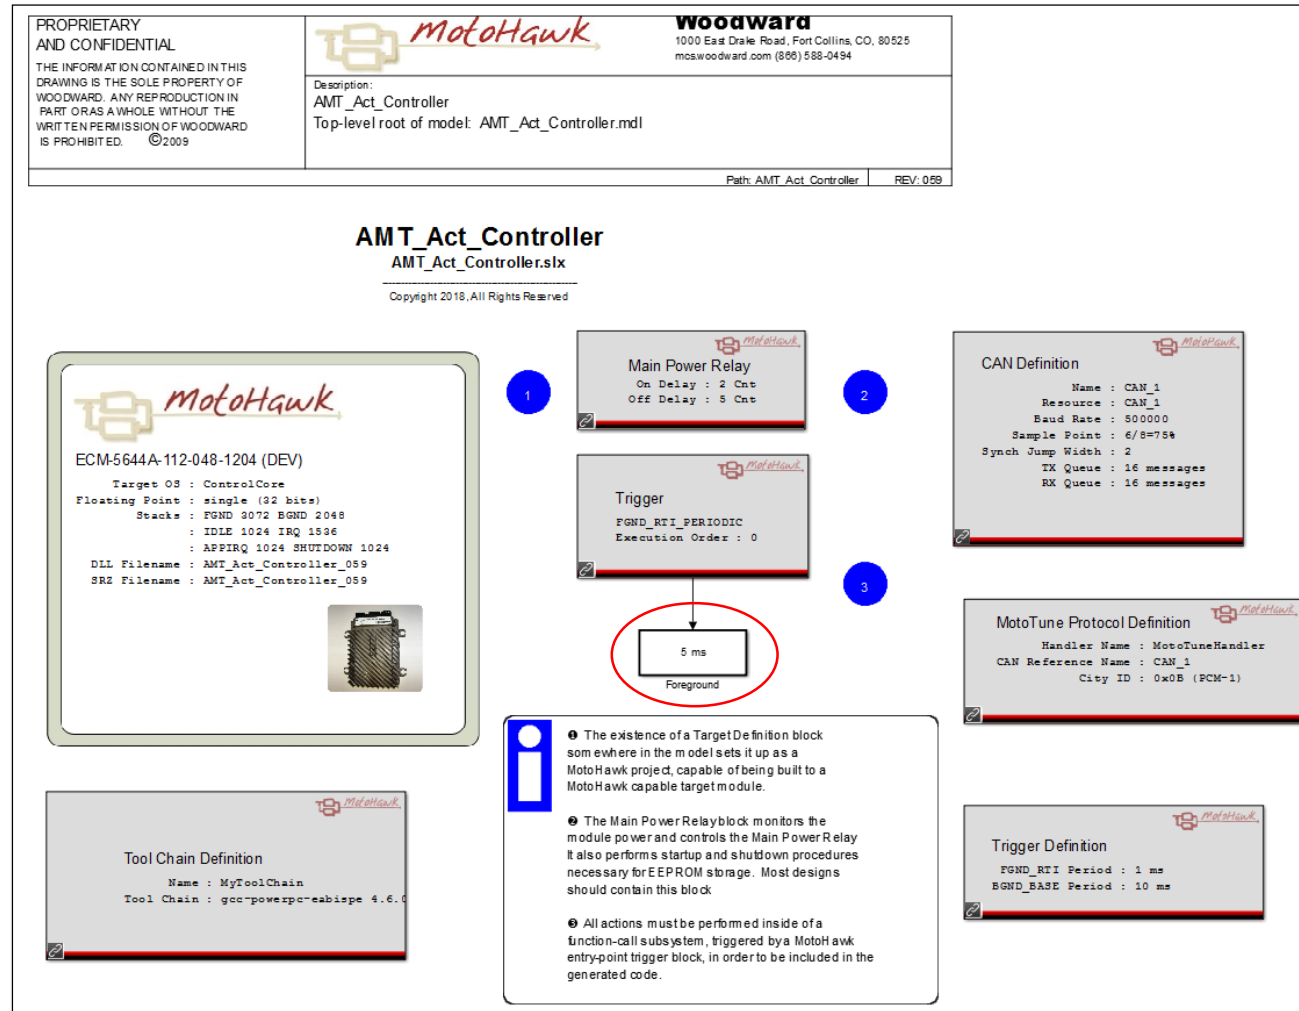 PROPRIETARY
AND CONFIDENTIAL
THE INFORMATION CONTAINED IN THIS
DRAWING IS THE SOLE PROPERTY OF
WOODWARD. ANY REPRODUCTION IN
PART OR AS A WHOLE WITHOUT THE
WRITTEN PERMISSION OF WOODWARD
IS PROHIBITED. ©2009
MotoHawk
Woodward
1000 East Drake Road, Fort Collins, CO, 80525
mcs.woodward.com (866) 588-0494
Description:
AMT_Act_Controller
Top-level root of model: AMT_Act_Controller.mdl
Path: AMT_Act_Controller
REV: 059
AMT_Act_Controller
AMT_Act_Controller.slx
Copyright 2018, All Rights Reserved
MotoHawk
ECM-5644A-112-048-1204 (DEV)
Target OS : ControlCore
Floating Point : single (32 bits)
Stacks : FGND 3072 BGND 2048
: IDLE 1024 IRQ 1536
: APPIRQ 1024 SHUTDOWN 1024
DLL Filename : AMT_Act_Controller_059
SRZ Filename : AMT_Act_Controller_059
1
MotoHawk
Main Power Relay
On Delay : 2 Cnt
Off Delay : 5 Cnt
2
MotoHawk
CAN Definition
Name : CAN_1
Resource : CAN_1
Baud Rate : 500000
Sample Point : 6/8=75%
Synch Jump Width : 2
TX Queue : 16 messages
RX Queue : 16 messages
MotoHawk
Trigger
FGND_RTI_PERIODIC
Execution Order : 0
3
5 ms
Foreground
MotoHawk
MotoTune Protocol Definition
Handler Name : MotoTuneHandler
CAN Reference Name : CAN_1
City ID : 0x0B (PCM-1)
❶ The existence of a Target Definition block
somewhere in the model sets it up as a
MotoHawk project, capable of being built to a
MotoHawk capable target module.
❷ The Main Power Relay block monitors the
module power and controls the Main Power Relay
It also performs startup and shutdown procedures
necessary for EEPROM storage. Most designs
should contain this block
❸ All actions must be performed inside of a
function-call subsystem, triggered by a MotoHawk
entry-point trigger block, in order to be included in the
generated code.
MotoHawk
Tool Chain Definition
Name : MyToolChain
Tool Chain : gcc-powerpc-eabispe 4.6.0
MotoHawk
Trigger Definition
FGND_RTI Period : 1 ms
BGND_BASE Period : 10 ms